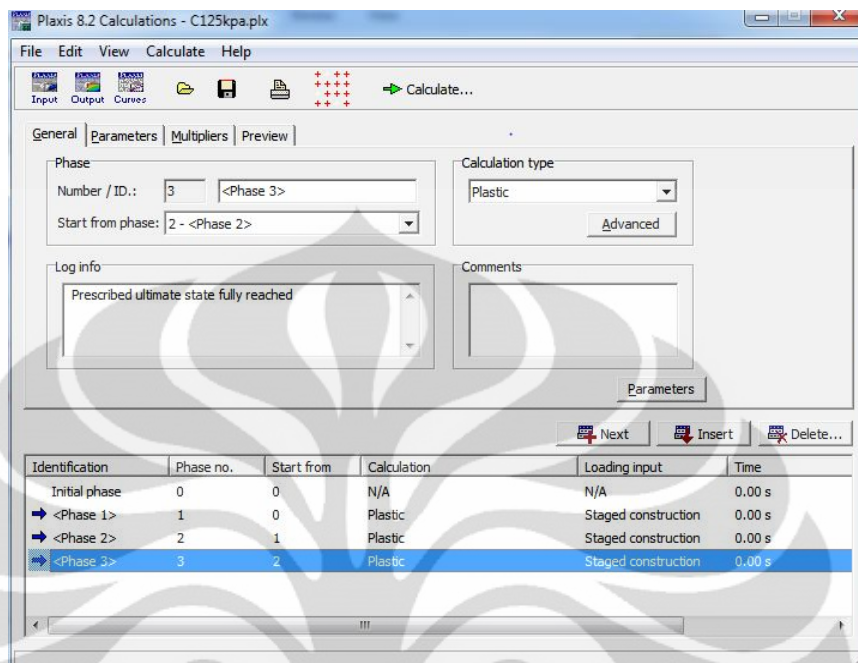 Plaxis 8.2 Calculations - C125kpa.plx
File Edit View Calculate Help
Input Output Curves Calculate...
General Parameters Multipliers Preview
Phase
Number / ID.: 3 <Phase 3>
Start from phase: 2 - <Phase 2>
Calculation type
Plastic
Advanced
Log info
Prescribed ultimate state fully reached
Comments
Parameters
Next Insert Delete...
Identification Phase no. Start from Calculation Loading input Time
Initial phase 0 0 N/A N/A 0.00 s
<Phase 1> 1 0 Plastic Staged construction 0.00 s
<Phase 2> 2 1 Plastic Staged construction 0.00 s
<Phase 3> 3 2 Plastic Staged construction 0.00 s